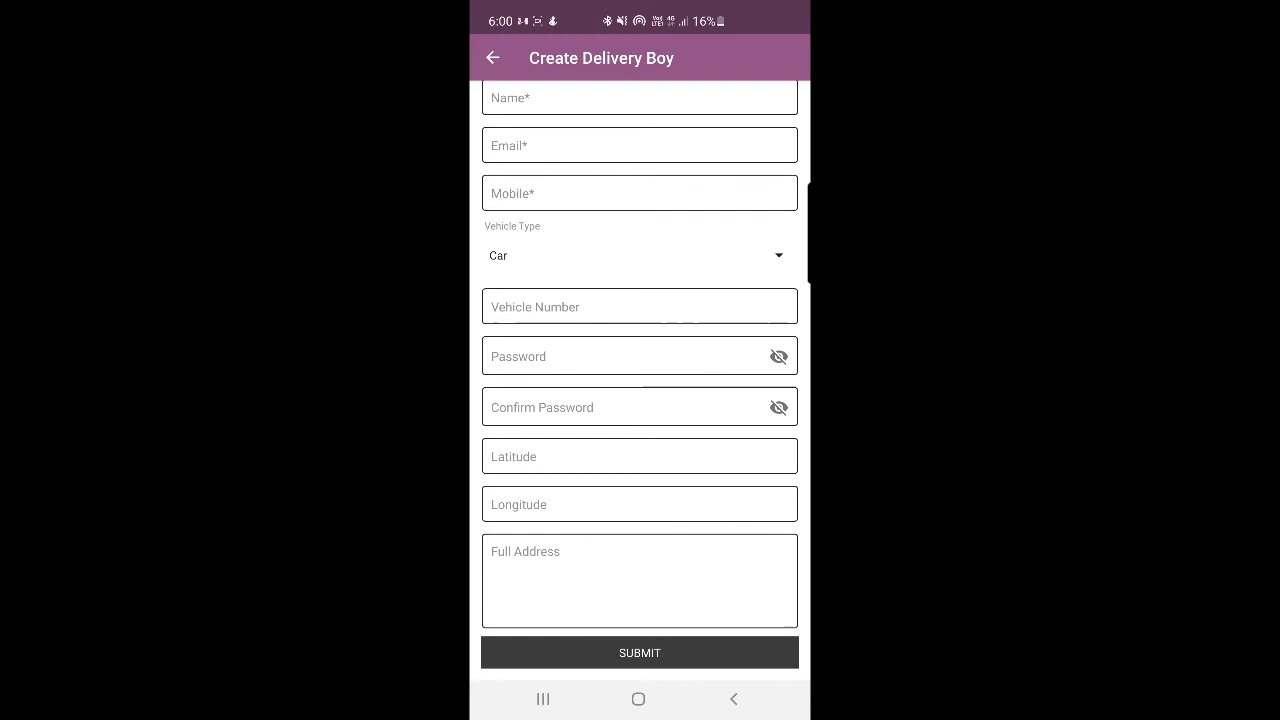 6:00 16%
Create Delivery Boy
Name*
Email*
Mobile*
Vehicle Type
Car
Vehicle Number
Password
Confirm Password
Latitude
Longitude
Full Address
SUBMIT